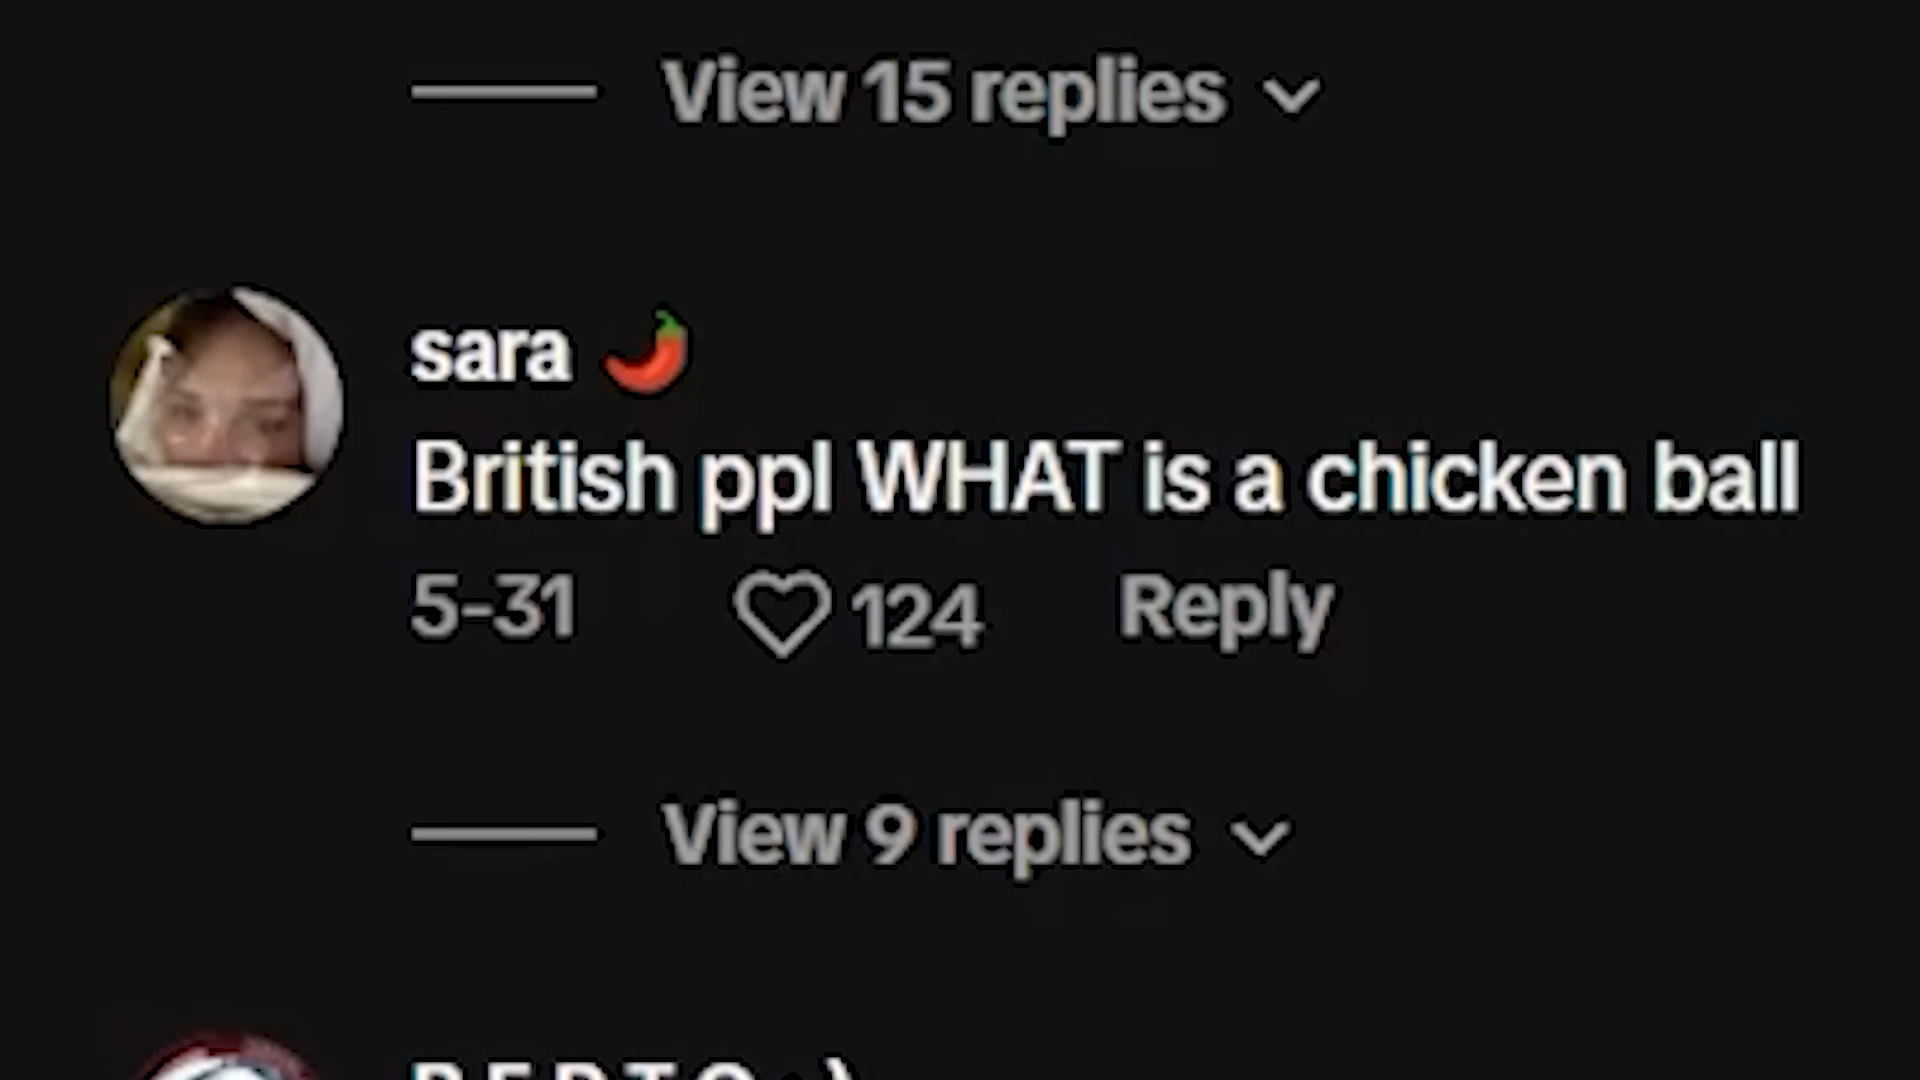 View 15 replies
sara 🌶️
British ppl WHAT is a chicken ball
5-31 124 Reply
View 9 replies